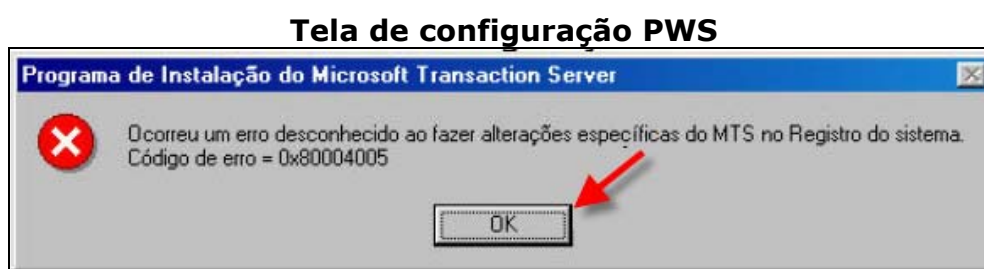 Tela de configuração PWS
Programa de Instalação do Microsoft Transaction Server
Ocorreu um erro desconhecido ao fazer alterações específicas do MTS no Registro do sistema.
Código de erro = 0x80004005
OK